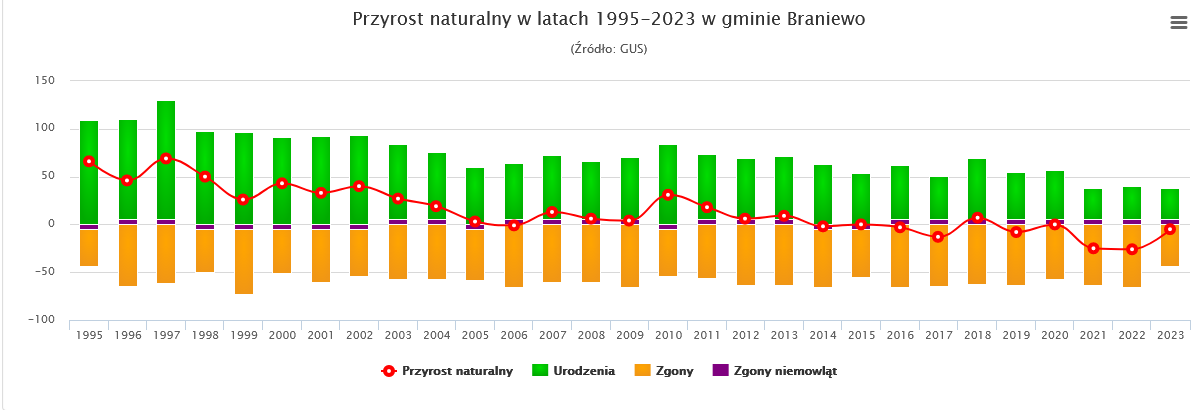 Przyrost naturalny w latach 1995-2023 w gminie Braniewo
(Źródło: GUS)
150
100
50
0
-50
-100
1995 1996 1997 1998 1999 2000 2001 2002 2003 2004 2005 2006 2007 2008 2009 2010 2011 2012 2013 2014 2015 2016 2017 2018 2019 2020 2021 2022 2023
Przyrost naturalny Urodzenia Zgony Zgony niemowląt